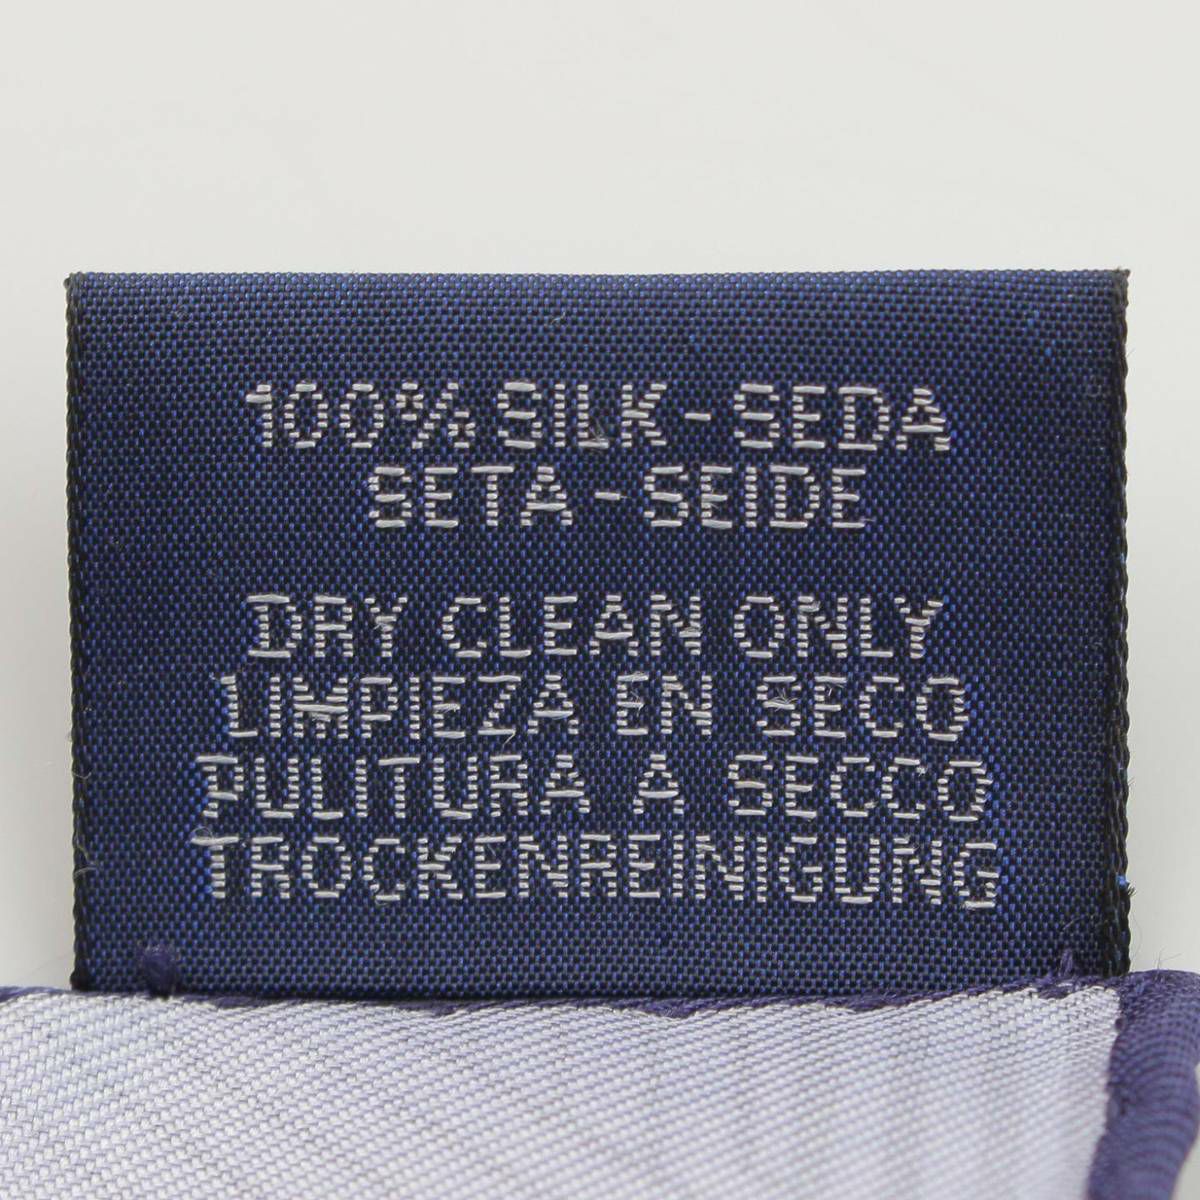 100% SILK - SEDA
SETA - SEIDE
DRY CLEAN ONLY
LIMPIEZA EN SECO
PULITURA A SECCO
TROCKENREINIGUNG